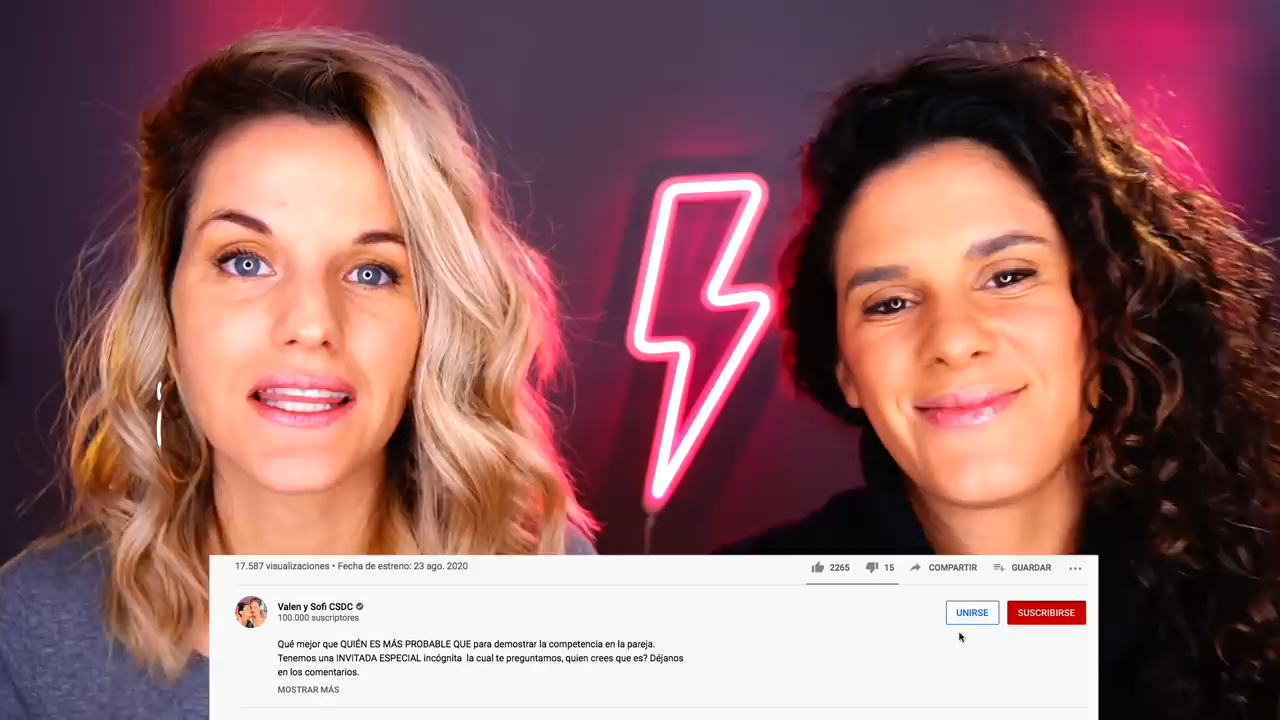 17.587 visualizaciones • Fecha de estreno: 23 ago. 2020
2265
15
COMPARTIR
GUARDAR
Valen y Sofi CSDC
100.000 suscriptores
UNIRSE
SUSCRIBIRSE
Qué mejor que QUIÉN ES MÁS PROBABLE QUE para demostrar la competencia en la pareja.
Tenemos una INVITADA ESPECIAL incógnita la cual te preguntamos, quien crees que es? Déjanos
en los comentarios.
MOSTRAR MÁS